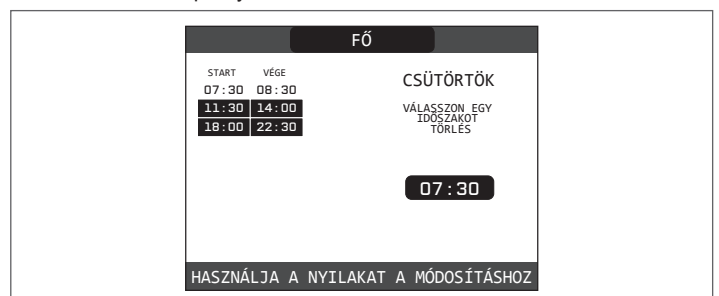 FŐ
START VÉGE
07:30 08:30
11:30 14:00
18:00 22:30
CSÜTÖRTÖK
VÁLASSZON EGY
IDŐSZAKOT
TÖRLÉS
07:30
HASZNÁLJA A NYILAKAT A MÓDOSÍTÁSHOZ